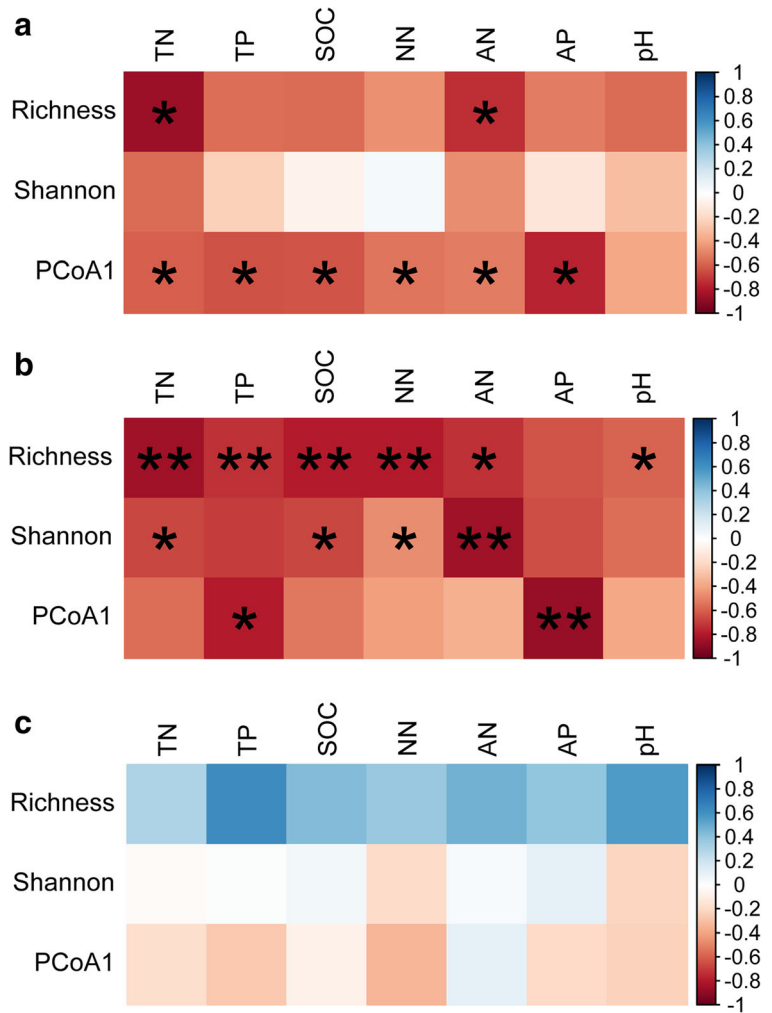 a
TN TP SOC NN AN AP pH
Richness * *
Shannon
PCoA1 * * * * * *
1
0.8
0.6
0.4
0.2
0
-0.2
-0.4
-0.6
-0.8
-1
b
TN TP SOC NN AN AP pH
Richness ** ** ** ** * *
Shannon * * * **
PCoA1 * **
1
0.8
0.6
0.4
0.2
0
-0.2
-0.4
-0.6
-0.8
-1
c
TN TP SOC NN AN AP pH
Richness
Shannon
PCoA1
1
0.8
0.6
0.4
0.2
0
-0.2
-0.4
-0.6
-0.8
-1